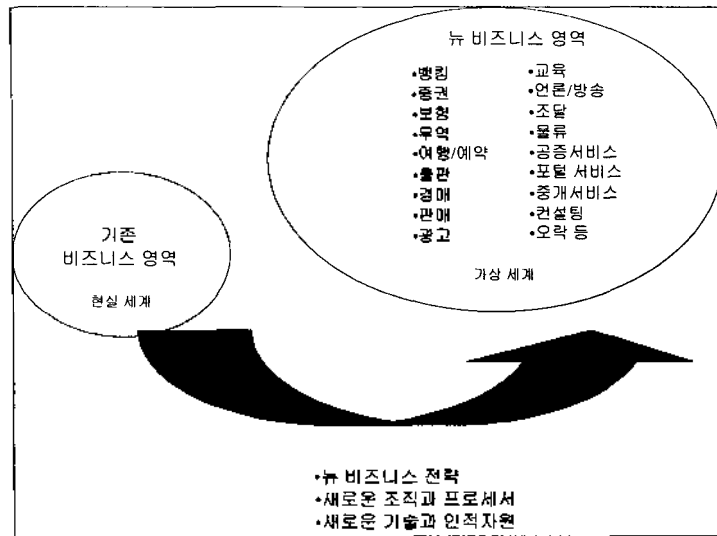 뉴 비즈니스 영역
•뱅킹
•증권
•보험
•무역
•여행/예약
•출판
•경매
•판매
•광고
•교육
•언론/방송
•조달
•물류
•공증서비스
•포털 서비스
•중개서비스
•컨설팅
•오락 등
가상 세계
기존
비즈니스 영역
현실 세계
•뉴 비즈니스 전략
•새로운 조직과 프로세서
•새로운 기술과 인적자원